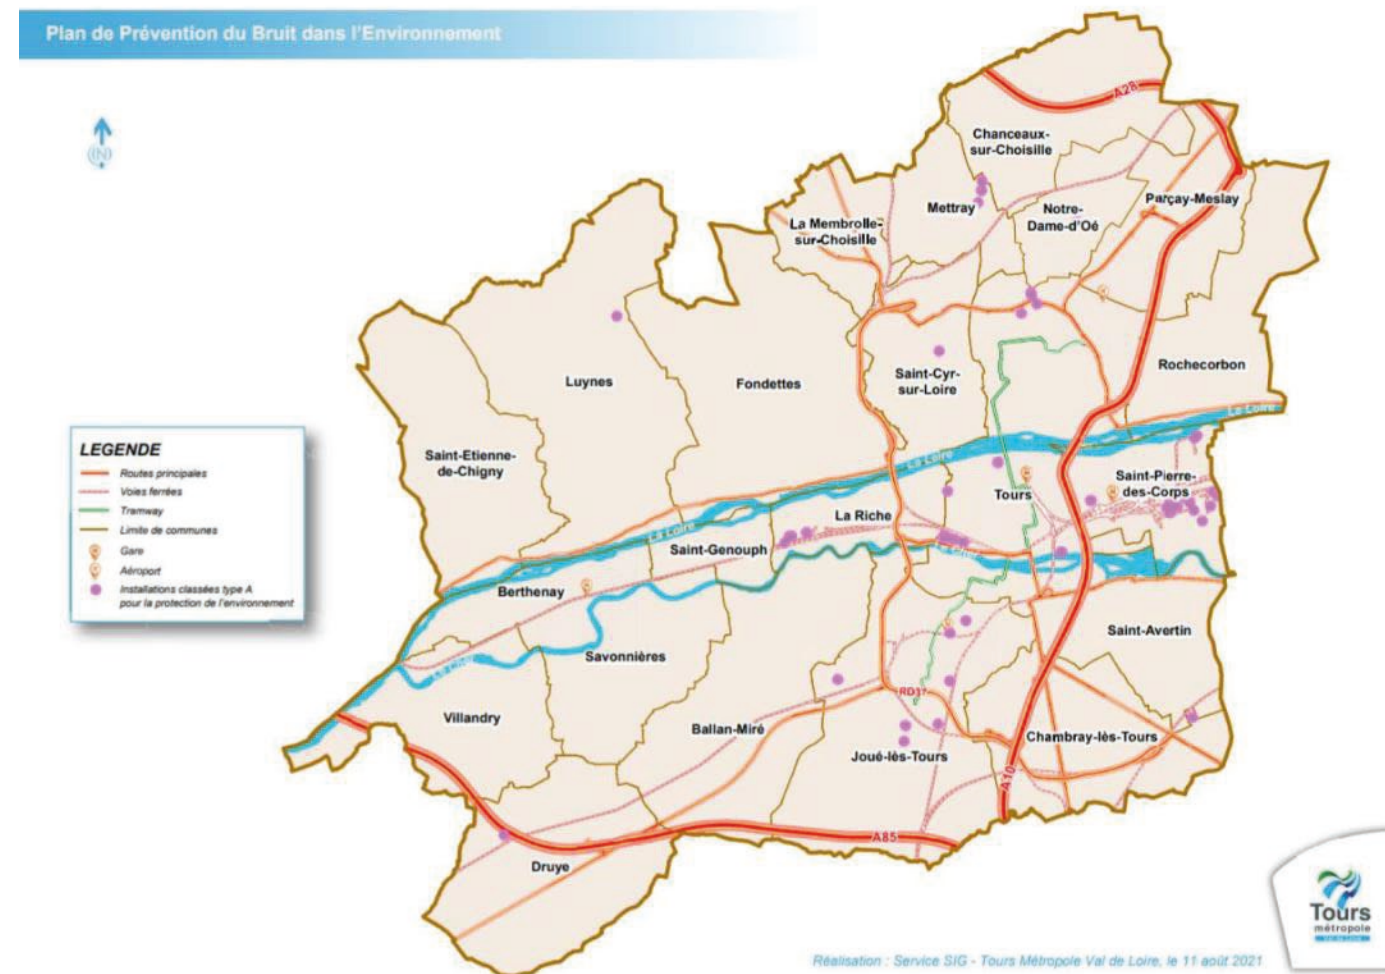 Plan de Prévention du Bruit dans l'Environnement
(N)
A28
Chanceaux-
sur-Choisille
Mettray
Notre-
Dame-d'Oé
Parçay-Meslay
La Membrolle-
sur-Choisille
Rochecorbon
Luynes
Fondettes
Saint-Cyr-
sur-Loire
La Loire
Saint-Etienne-
de-Chigny
La Loire
Saint-Pierre-
des-Corps
Tours
La Riche
La Loire
Saint-Genouph
Le Cher
Berthenay
Saint-Avertin
Savonnières
Le Cher
RD37
Villandry
Ballan-Miré
Chambray-lès-Tours
Joué-lès-Tours
A10
A85
Druye
LEGENDE
Routes principales
Voies ferrées
Tramway
Limite de communes
Gare
Aéroport
Installations classées type A
pour la protection de l'environnement
Tours
métropole
Réalisation : Service SIG - Tours Métropole Val de Loire, le 11 août 2021